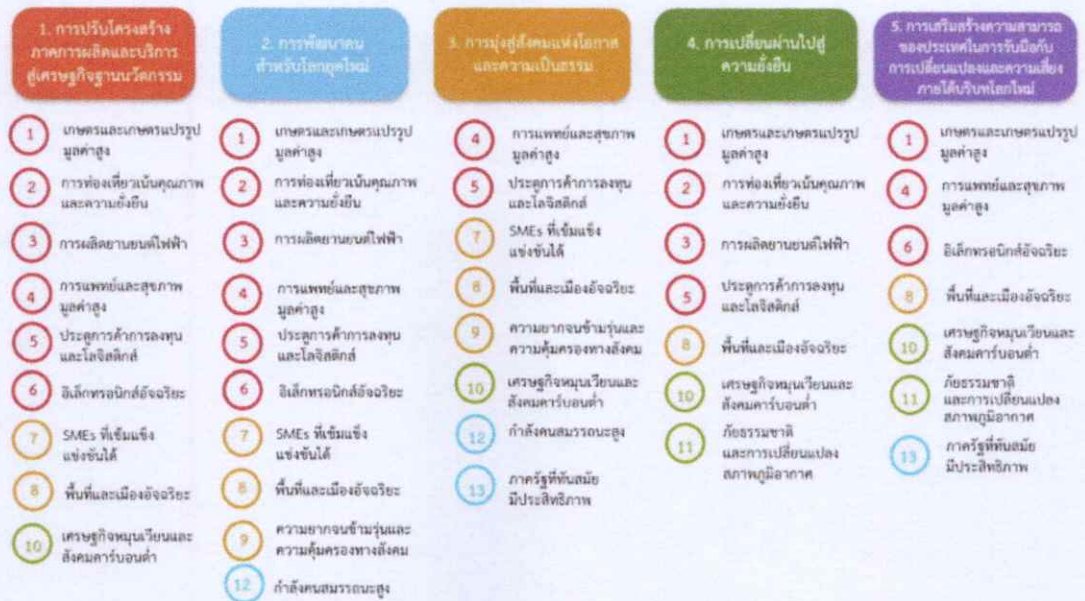 1. การปรับโครงสร้าง
ภาคการผลิตและบริการ
สู่เศรษฐกิจฐานนวัตกรรม
1 เกษตรและเกษตรแปรรูป
มูลค่าสูง
2 การท่องเที่ยวเน้นคุณภาพ
และความยั่งยืน
3 การผลิตยานยนต์ไฟฟ้า
4 การแพทย์และสุขภาพ
มูลค่าสูง
5 ประตูการค้าการลงทุน
และโลจิสติกส์
6 อิเล็กทรอนิกส์อัจฉริยะ
7 SMEs ที่เข้มแข็ง
แข่งขันได้
8 พื้นที่และเมืองอัจฉริยะ
10 เศรษฐกิจหมุนเวียนและ
สังคมคาร์บอนต่ำ
2. การพัฒนาคน
สำหรับโลกยุคใหม่
1 เกษตรและเกษตรแปรรูป
มูลค่าสูง
2 การท่องเที่ยวเน้นคุณภาพ
และความยั่งยืน
3 การผลิตยานยนต์ไฟฟ้า
4 การแพทย์และสุขภาพ
มูลค่าสูง
5 ประตูการค้าการลงทุน
และโลจิสติกส์
6 อิเล็กทรอนิกส์อัจฉริยะ
7 SMEs ที่เข้มแข็ง
แข่งขันได้
8 พื้นที่และเมืองอัจฉริยะ
9 ความยากจนข้ามรุ่นและ
ความคุ้มครองทางสังคม
12 กำลังคนสมรรถนะสูง
3. การมุ่งสู่สังคมแห่งโอกาส
และความเป็นธรรม
4 การแพทย์และสุขภาพ
มูลค่าสูง
5 ประตูการค้าการลงทุน
และโลจิสติกส์
7 SMEs ที่เข้มแข็ง
แข่งขันได้
8 พื้นที่และเมืองอัจฉริยะ
9 ความยากจนข้ามรุ่นและ
ความคุ้มครองทางสังคม
10 เศรษฐกิจหมุนเวียนและ
สังคมคาร์บอนต่ำ
12 กำลังคนสมรรถนะสูง
13 ภาครัฐที่ทันสมัย
มีประสิทธิภาพ
4. การเปลี่ยนผ่านไปสู่
ความยั่งยืน
1 เกษตรและเกษตรแปรรูป
มูลค่าสูง
2 การท่องเที่ยวเน้นคุณภาพ
และความยั่งยืน
3 การผลิตยานยนต์ไฟฟ้า
5 ประตูการค้าการลงทุน
และโลจิสติกส์
8 พื้นที่และเมืองอัจฉริยะ
10 เศรษฐกิจหมุนเวียนและ
สังคมคาร์บอนต่ำ
11 ภัยธรรมชาติ
และการเปลี่ยนแปลง
สภาพภูมิอากาศ
5. การเสริมสร้างความสามารถ
ของประเทศในการรับมือกับ
การเปลี่ยนแปลงและความเสี่ยง
ภายใต้บริบทโลกใหม่
1 เกษตรและเกษตรแปรรูป
มูลค่าสูง
4 การแพทย์และสุขภาพ
มูลค่าสูง
6 อิเล็กทรอนิกส์อัจฉริยะ
8 พื้นที่และเมืองอัจฉริยะ
10 เศรษฐกิจหมุนเวียนและ
สังคมคาร์บอนต่ำ
11 ภัยธรรมชาติ
และการเปลี่ยนแปลง
สภาพภูมิอากาศ
13 ภาครัฐที่ทันสมัย
มีประสิทธิภาพ